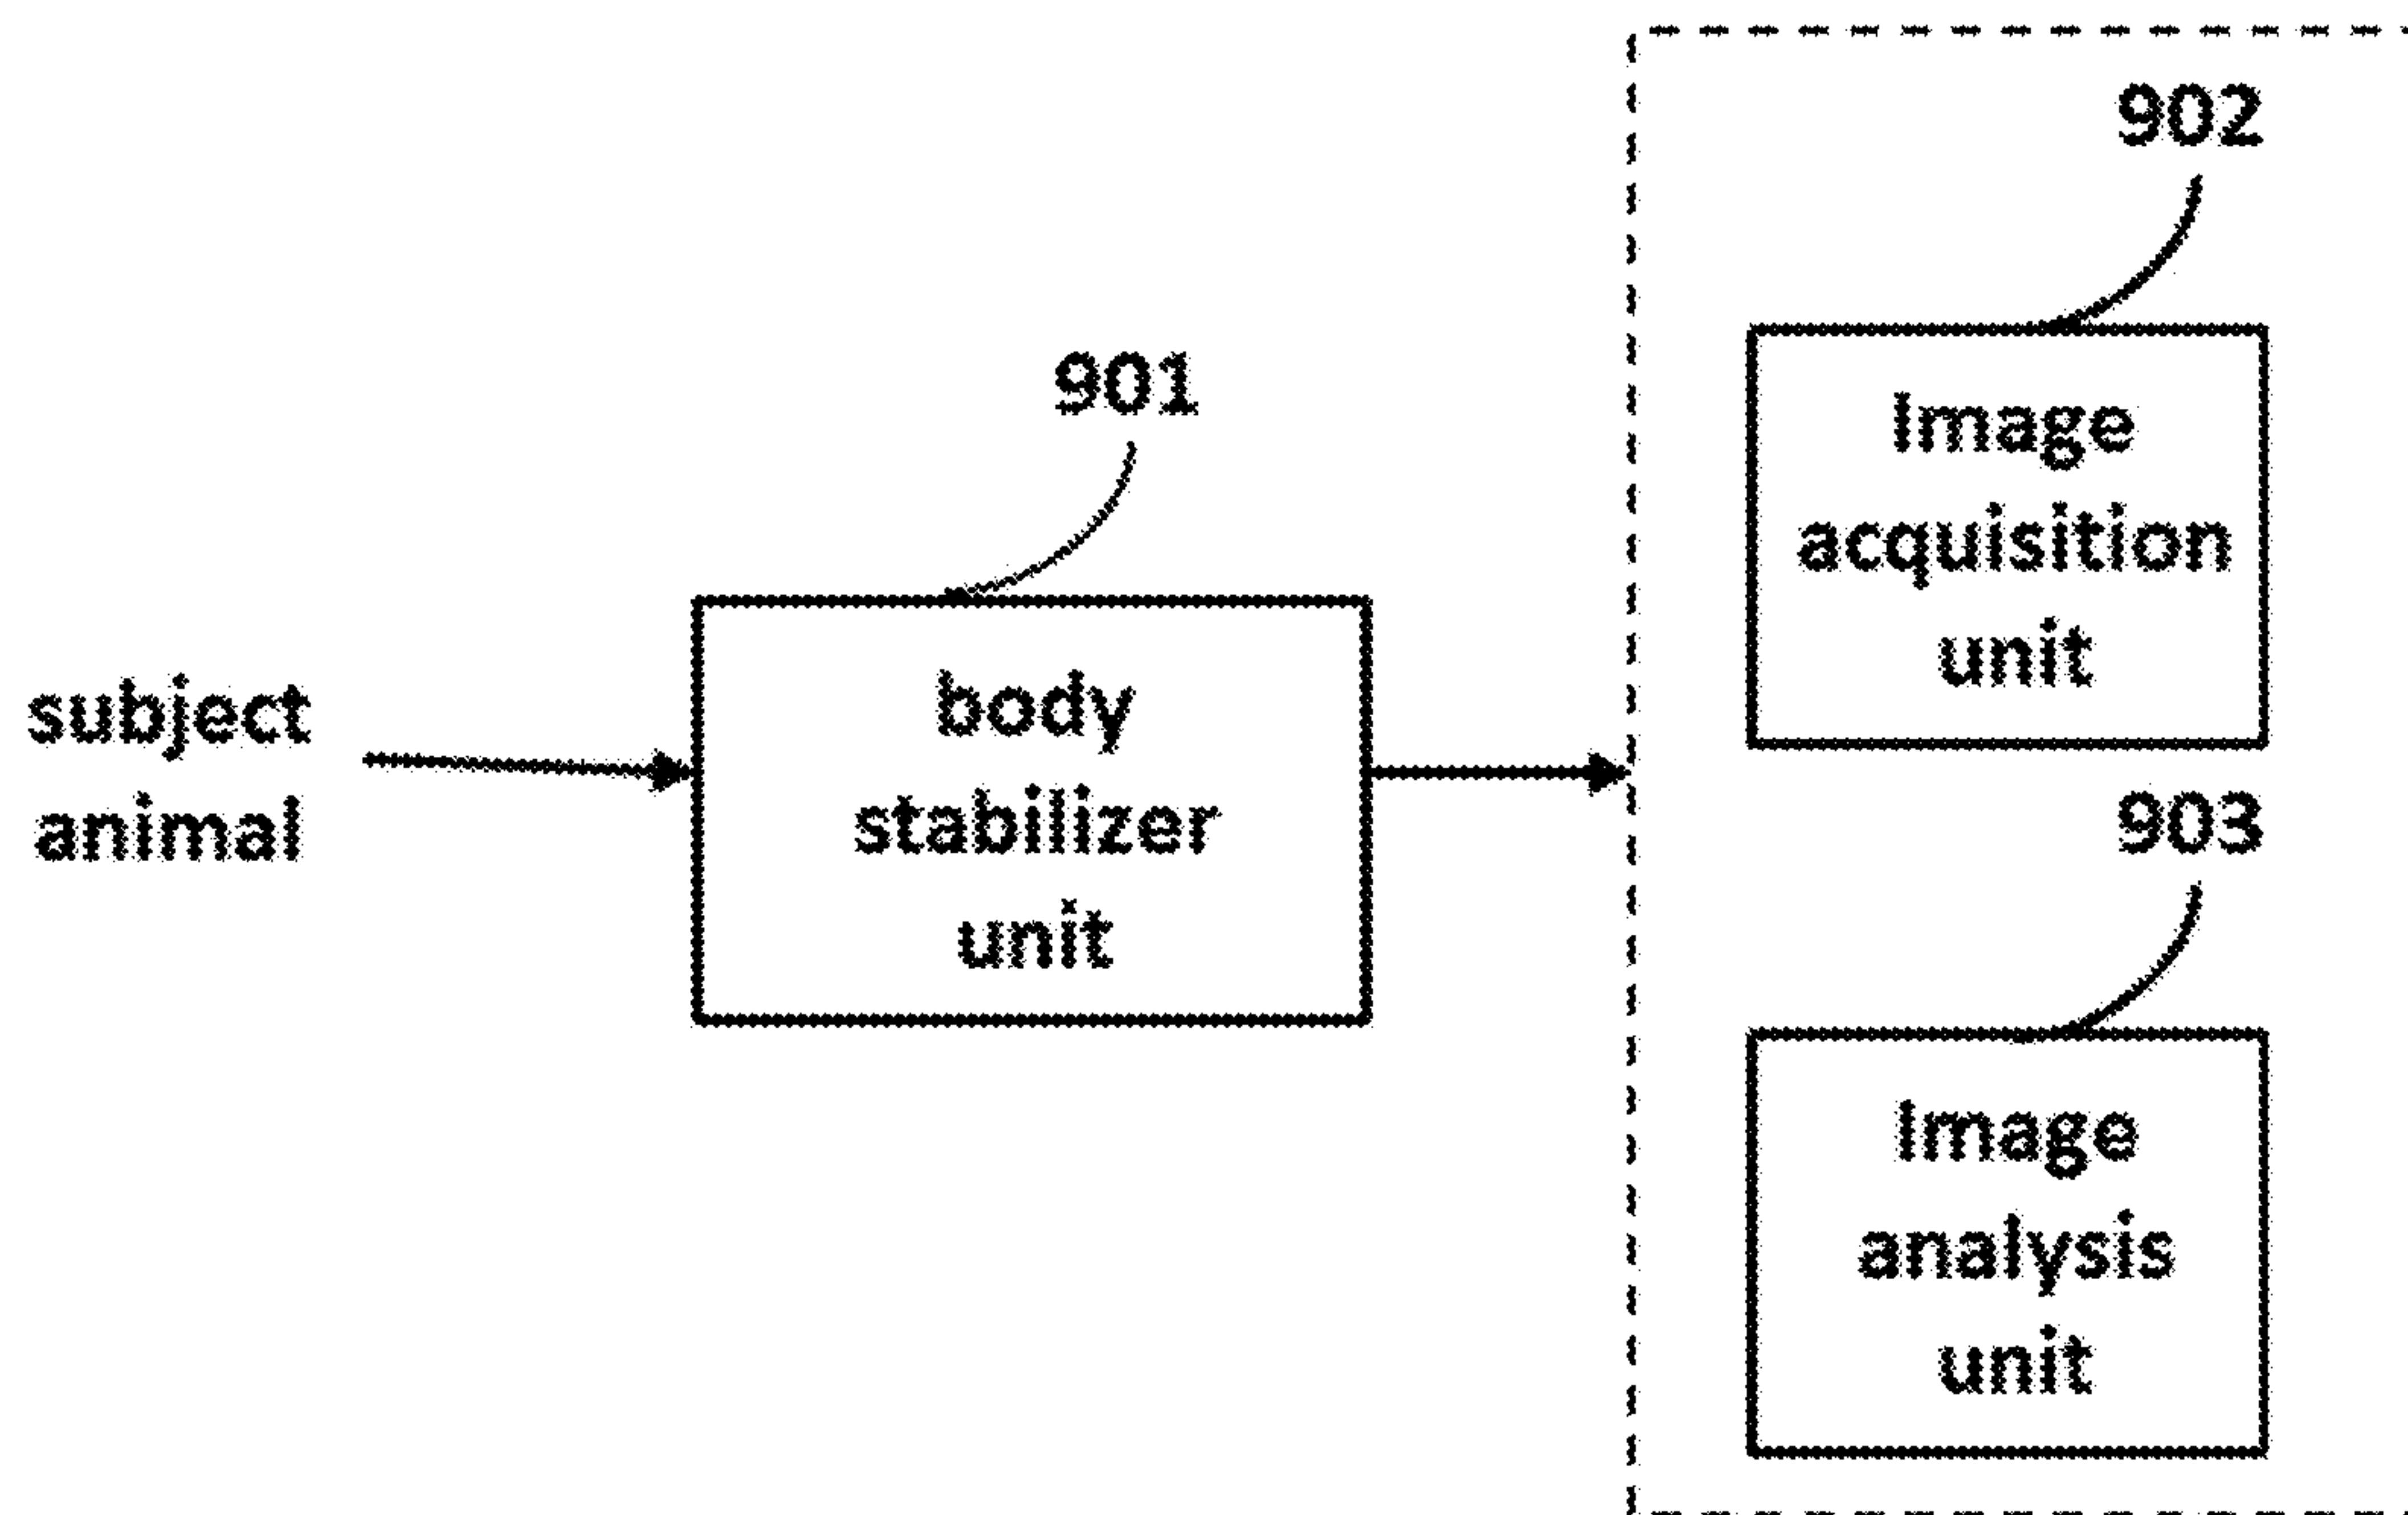 subject
animal
901
body
stabilizer
unit
902
Image
acquisition
unit
903
Image
analysis
unit